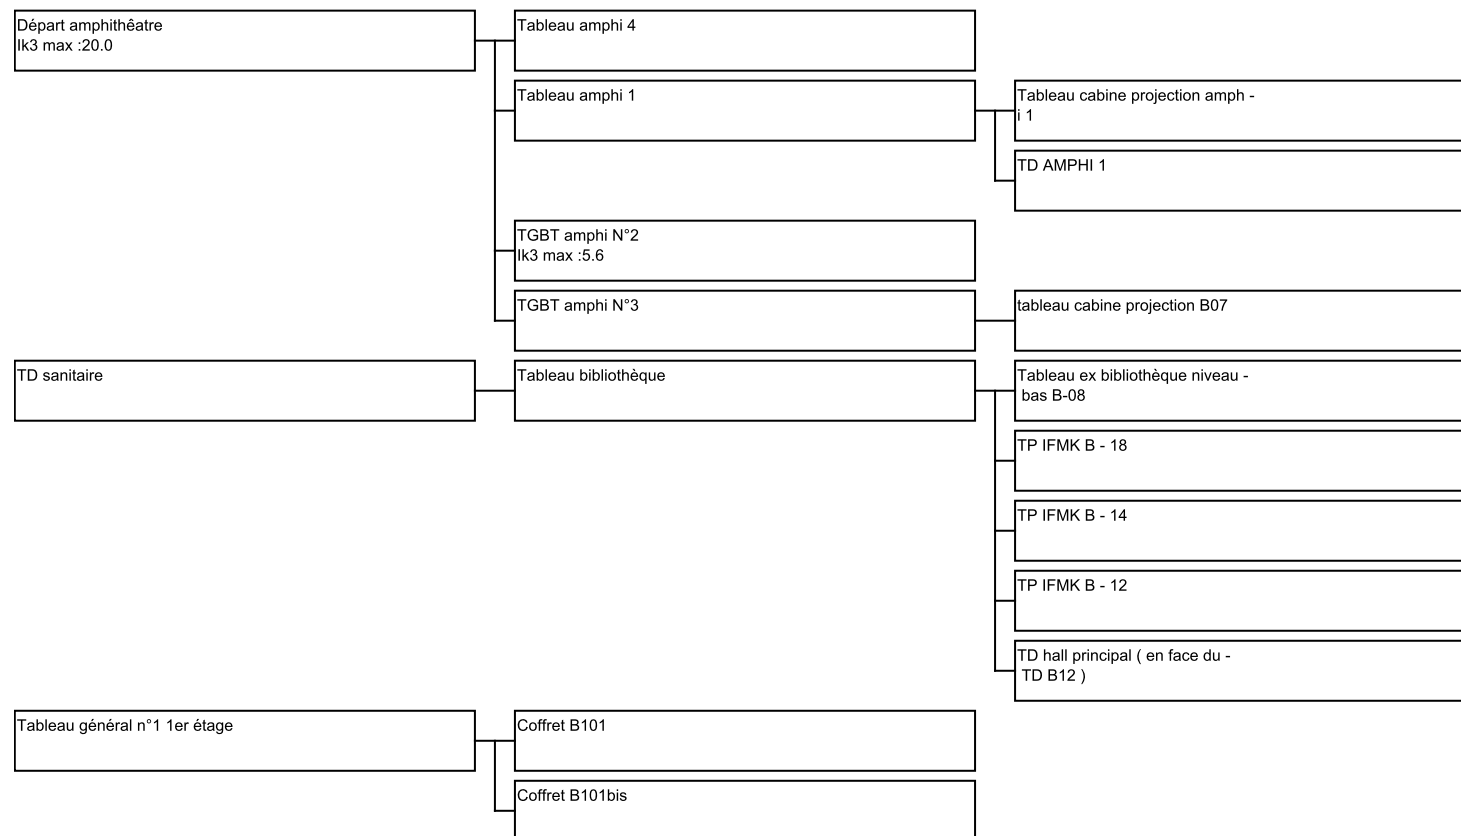 Départ amphithêatre
Ik3 max :20.0
Tableau amphi 4
Tableau amphi 1
Tableau cabine projection amph -
i 1
TD AMPHI 1
TGBT amphi N°2
Ik3 max :5.6
TGBT amphi N°3
tableau cabine projection B07
TD sanitaire
Tableau bibliothèque
Tableau ex bibliothèque niveau -
bas B-08
TP IFMK B - 18
TP IFMK B - 14
TP IFMK B - 12
TD hall principal ( en face du -
TD B12 )
Tableau général n°1 1er étage
Coffret B101
Coffret B101bis